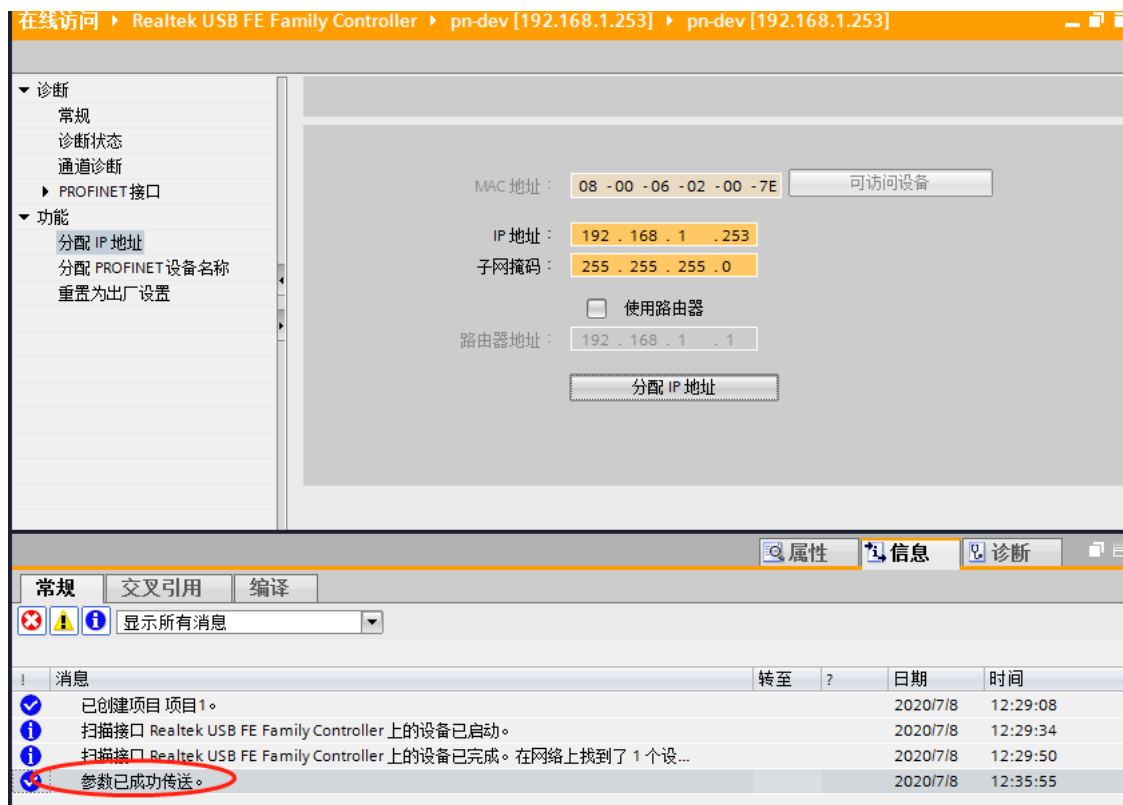 在线访问 Realtek USB FE Family Controller pn-dev [192.168.1.253] pn-dev [192.168.1.253]
诊断
常规
诊断状态
通道诊断
PROFINET接口
功能
分配 IP 地址
分配 PROFINET设备名称
重置为出厂设置
MAC 地址： 08 -00 -06 -02 -00 -7E 可访问设备
IP 地址： 192 . 168 . 1 . 253
子网掩码： 255 . 255 . 255 . 0
使用路由器
路由器地址： 192 . 168 . 1 . 1
分配 IP 地址
属性 信息 诊断
常规 交叉引用 编译
显示所有消息
! 消息 转至 ? 日期 时间
已创建项目 项目1。 2020/7/8 12:29:08
扫描接口 Realtek USB FE Family Controller 上的设备已启动。 2020/7/8 12:29:34
扫描接口 Realtek USB FE Family Controller 上的设备已完成。在网络上找到了 1 个设... 2020/7/8 12:29:50
参数已成功传送。 2020/7/8 12:35:55